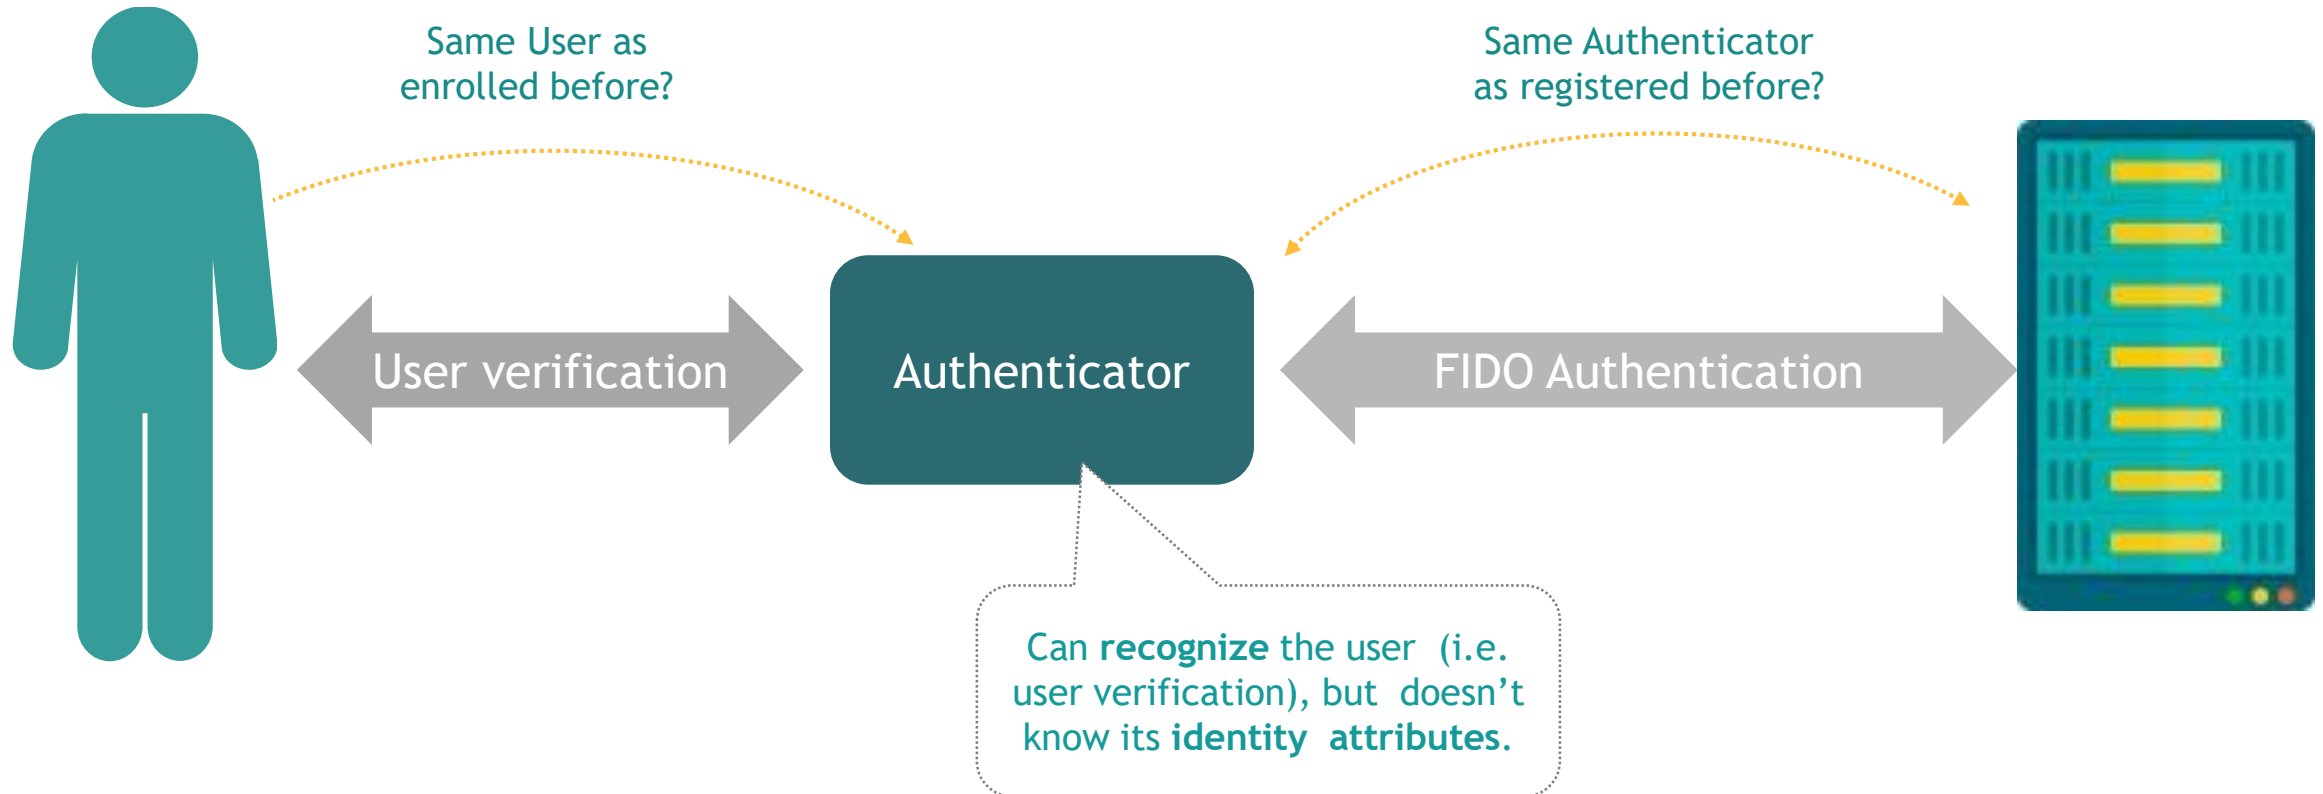 Same User as
enrolled before?
Same Authenticator
as registered before?
User verification
Authenticator
FIDO Authentication
Can recognize the user (i.e.
user verification), but doesn’t
know its identity attributes.